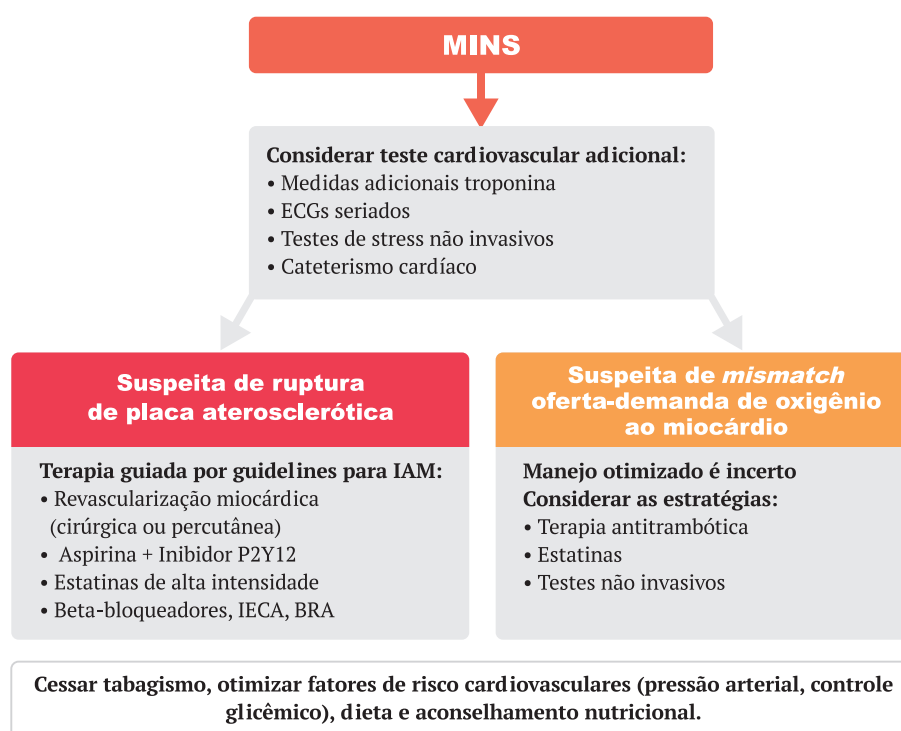 MINS
Considerar teste cardiovascular adicional:
• Medidas adicionais troponina
• ECGs seriados
• Testes de stress não invasivos
• Cateterismo cardíaco
Suspeita de ruptura
de placa aterosclerótica
Terapia guiada por guidelines para IAM:
• Revascularização miocárdica
(cirúrgica ou percutânea)
• Aspirina + Inibidor P2Y12
• Estatinas de alta intensidade
• Beta-bloqueadores, IECA, BRA
Suspeita de mismatch
oferta-demanda de oxigênio
ao miocárdio
Manejo otimizado é incerto
Considerar as estratégias:
• Terapia antitrambótica
• Estatinas
• Testes não invasivos
Cessar tabagismo, otimizar fatores de risco cardiovasculares (pressão arterial, controle
glicêmico), dieta e aconselhamento nutricional.